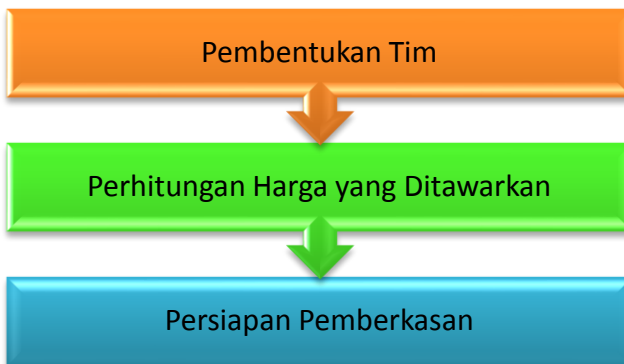 Pembentukan Tim
Perhitungan Harga yang Ditawarkan
Persiapan Pemberkasan